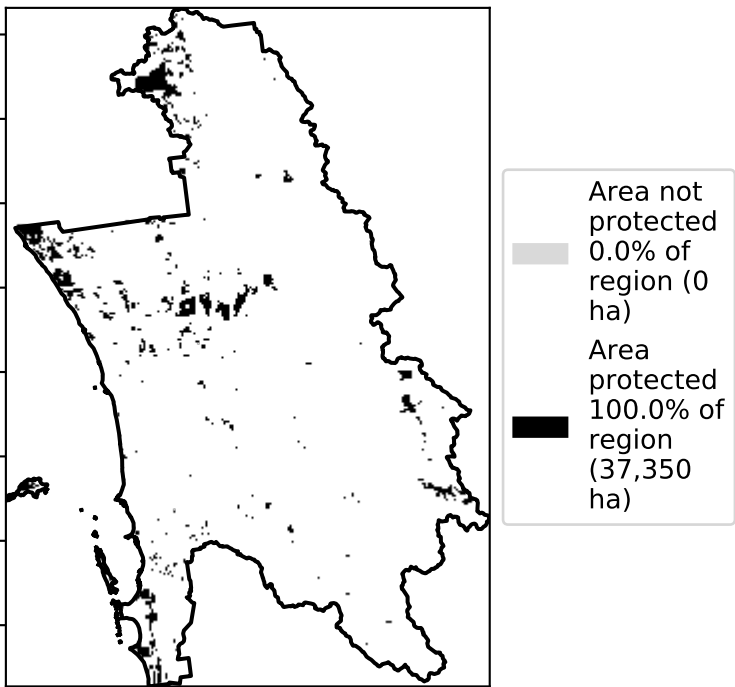 Area not
protected
0.0% of
region (0
ha)
Area
protected
100.0% of
region
(37,350
ha)